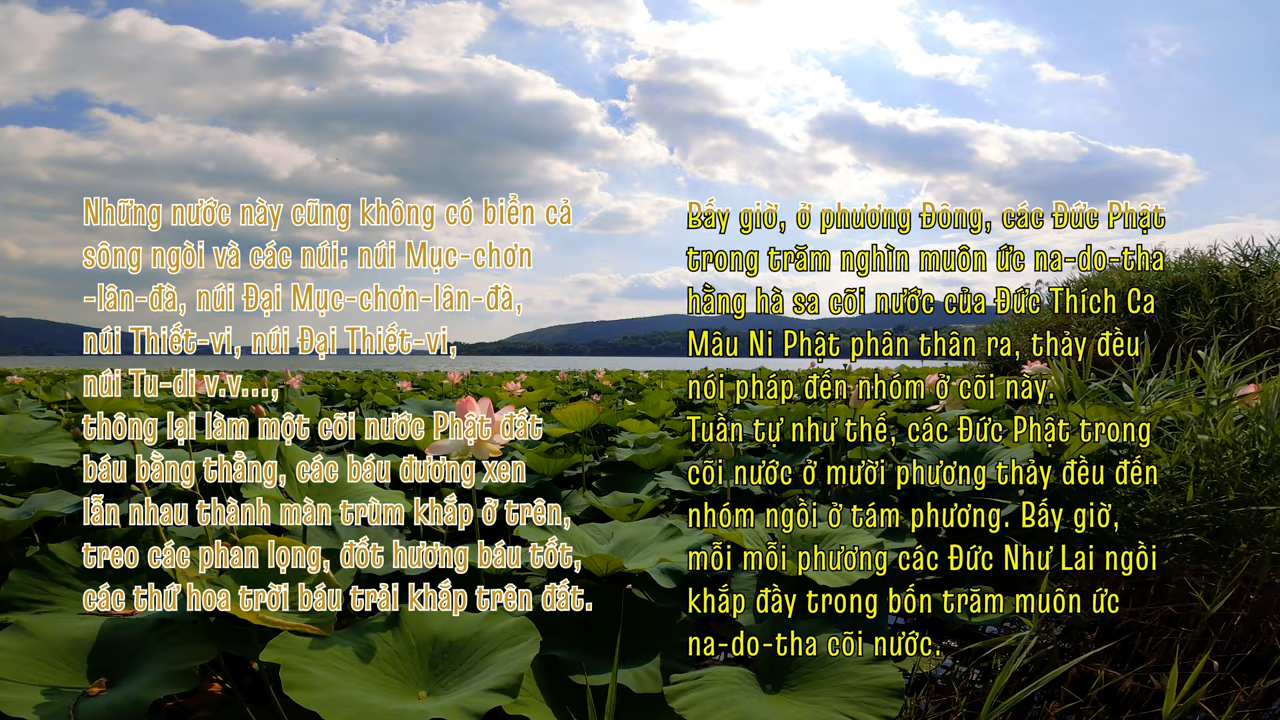 Những nước này cũng không có biển cả
sông ngòi và các núi: núi Mục-chơn
-lân-đà, núi Đại Mục-chơn-lân-đà,
núi Thiết-vi, núi Đại Thiết-vi,
núi Tu-di v.v...,
thông lại làm một cõi nước Phật đất
báu bằng thẳng, các báu đương xen
lẫn nhau thành màn trùm khắp ở trên,
treo các phan lọng, đốt hương báu tốt,
các thứ hoa trời báu trải khắp trên đất.
Bấy giờ, ở phương Đông, các Đức Phật
trong trăm nghìn muôn ức na-do-tha
hằng hà sa cõi nước của Đức Thích Ca
Mâu Ni Phật phân thân ra, thảy đều
nói pháp đến nhóm ở cõi này.
Tuần tự như thế, các Đức Phật trong
cõi nước ở mười phương thảy đều đến
nhóm ngồi ở tám phương. Bấy giờ,
mỗi mỗi phương các Đức Như Lai ngồi
khắp đầy trong bốn trăm muôn ức
na-do-tha cõi nước.